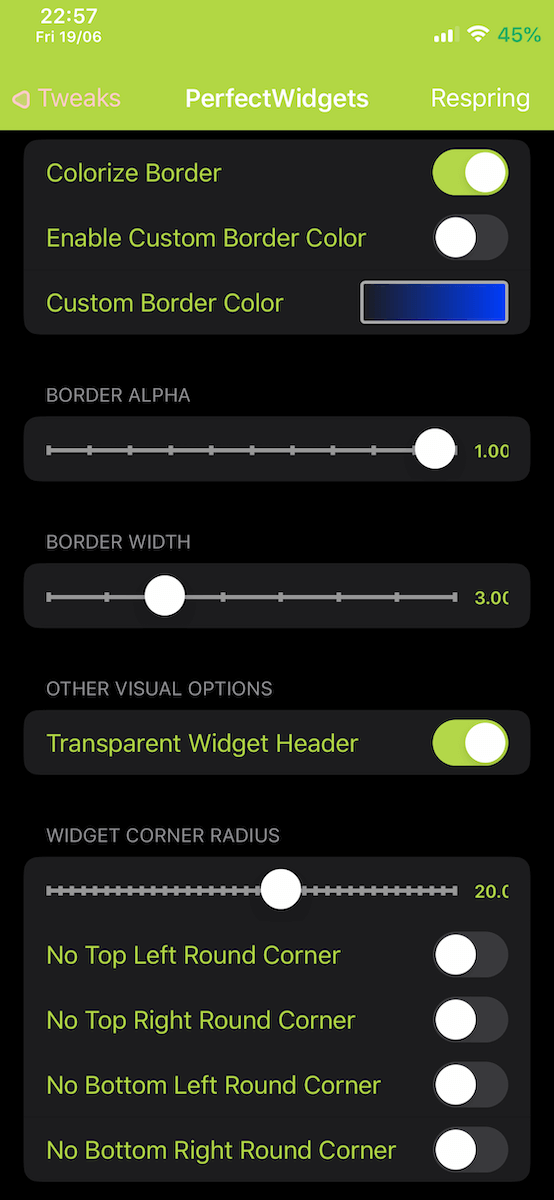 22:57
Fri 19/06
45%
Tweaks
PerfectWidgets
Respring
Colorize Border
Enable Custom Border Color
Custom Border Color
BORDER ALPHA
1.00
BORDER WIDTH
3.00
OTHER VISUAL OPTIONS
Transparent Widget Header
WIDGET CORNER RADIUS
20.0
No Top Left Round Corner
No Top Right Round Corner
No Bottom Left Round Corner
No Bottom Right Round Corner